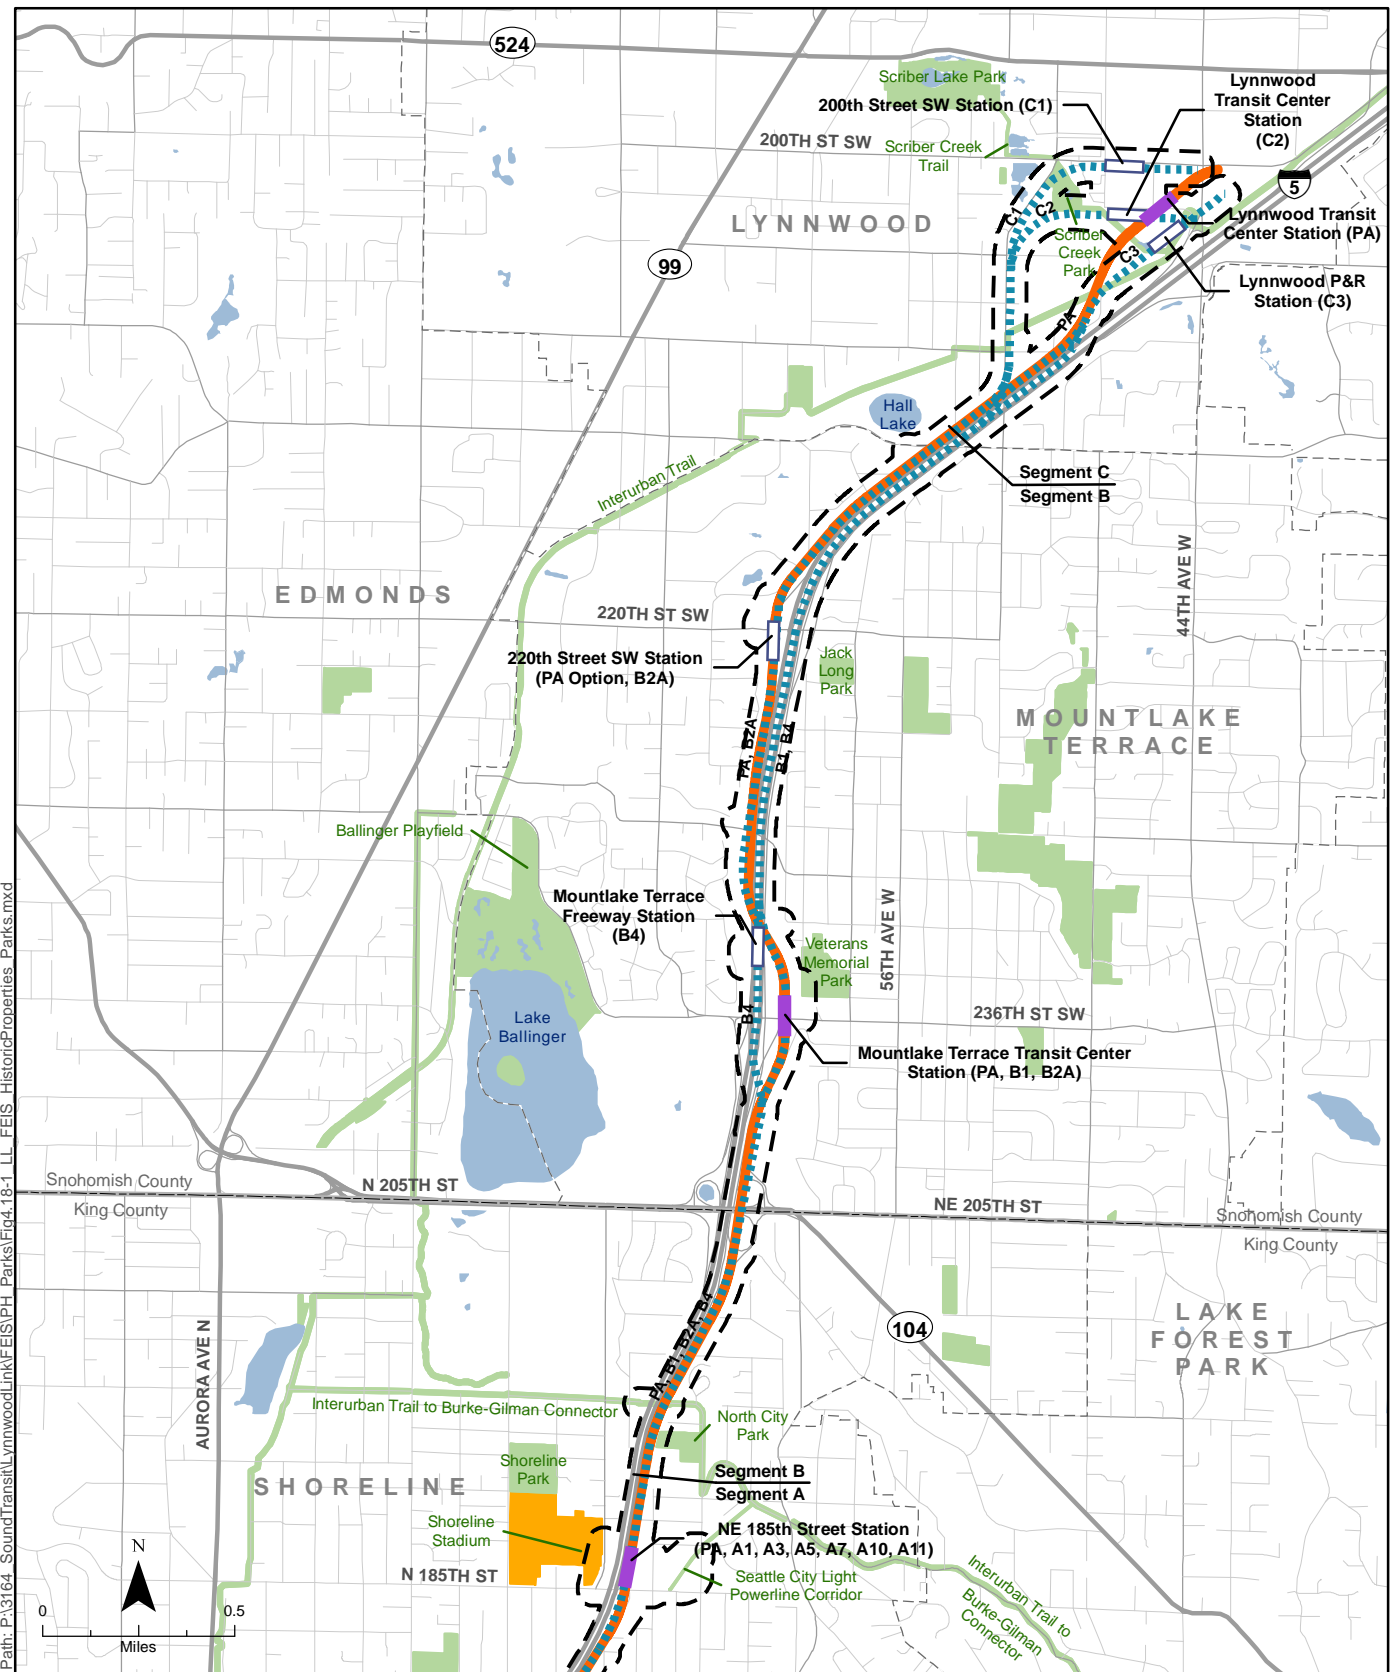 524
Scriber Lake Park
200th Street SW Station (C1)
Lynnwood
Transit Center
Station
(C2)
200TH ST SW
Scriber Creek
Trail
5
LYNNWOOD
C1
C2
Lynnwood Transit
Center Station (PA)
Scriber
Creek
Park
C3
99
Lynnwood P&R
Station (C3)
PA
Hall
Lake
Interurban Trail
Segment C
Segment B
44TH AVE W
EDMONDS
220TH ST SW
220th Street SW Station
(PA Option, B2A)
Jack
Long
Park
MOUNTLAKE
TERRACE
PA, B2A
B1, B4
Ballinger Playfield
Mountlake Terrace
Freeway Station
(B4)
56TH AVE W
Veterans
Memorial
Park
Lake
Ballinger
B4
236TH ST SW
Mountlake Terrace Transit Center
Station (PA, B1, B2A)
Snohomish County
King County
N 205TH ST
NE 205TH ST
Snohomish County
King County
104
LAKE
FOREST
PARK
AURORA AVE N
PA, B1, B2A, B4
Interurban Trail to Burke-Gilman Connector
North City
Park
Shoreline
Park
Segment B
Segment A
SHORELINE
Shoreline
Stadium
NE 185th Street Station
(PA, A1, A3, A5, A7, A10, A11)
N 185TH ST
Seattle City Light
Powerline Corridor
Interurban Trail to
Burke-Gilman
Connector
N
0
0.5
Miles
Path: P:\3164_SoundTransit\LynnwoodLink\FEIS\PH_Parks\Fig4.18-1_LL_FEIS_HistoricProperties_Parks.mxd